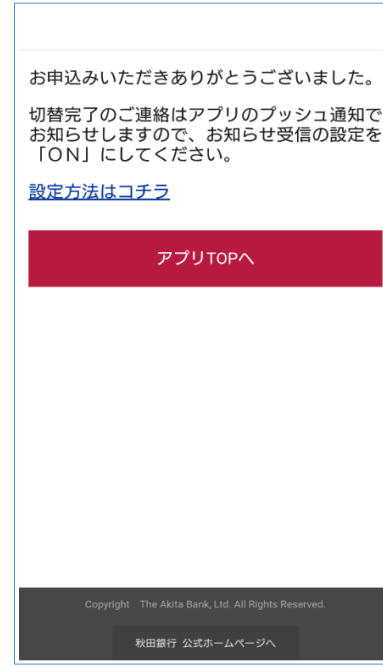 お申込みいただきありがとうございました。
切替完了のご連絡はアプリのプッシュ通知で
お知らせしますので、お知らせ受信の設定を
「ON」にしてください。
設定方法はコチラ
アプリTOPへ
Copyright　The Akita Bank, Ltd. All Rights Reserved.
秋田銀行 公式ホームページへ